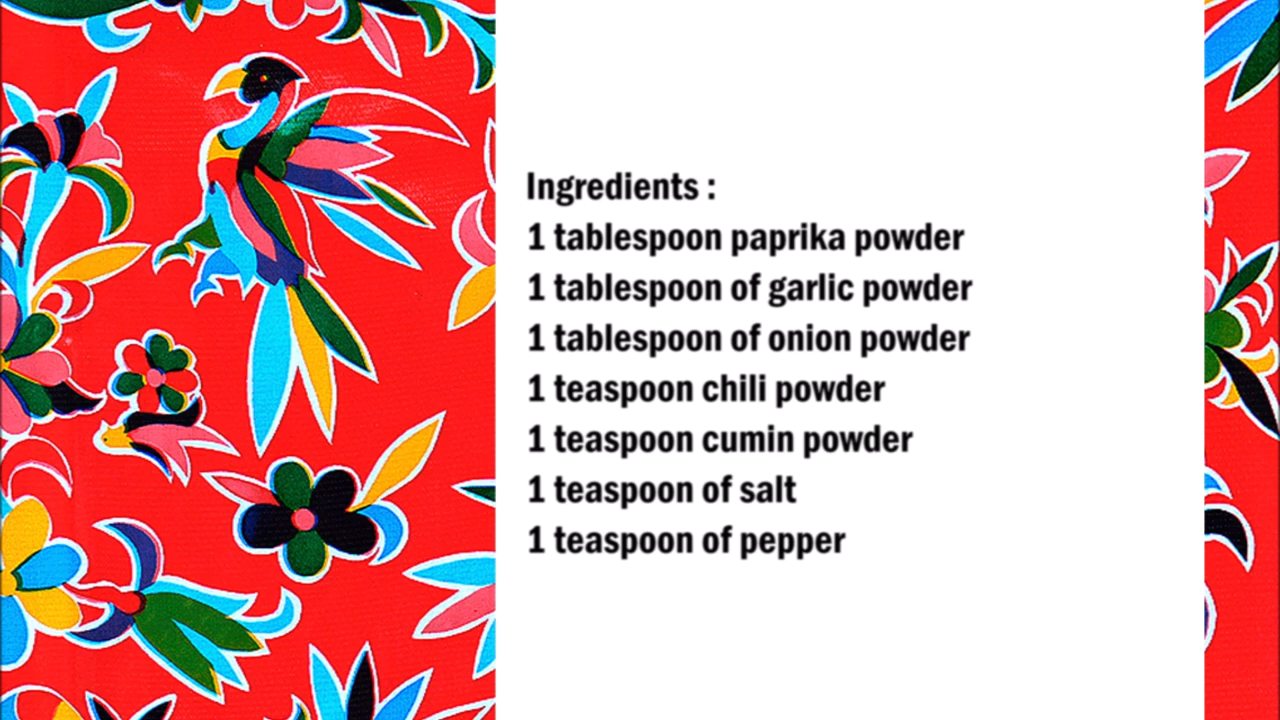 Ingredients :
1 tablespoon paprika powder
1 tablespoon of garlic powder
1 tablespoon of onion powder
1 teaspoon chili powder
1 teaspoon cumin powder
1 teaspoon of salt
1 teaspoon of pepper